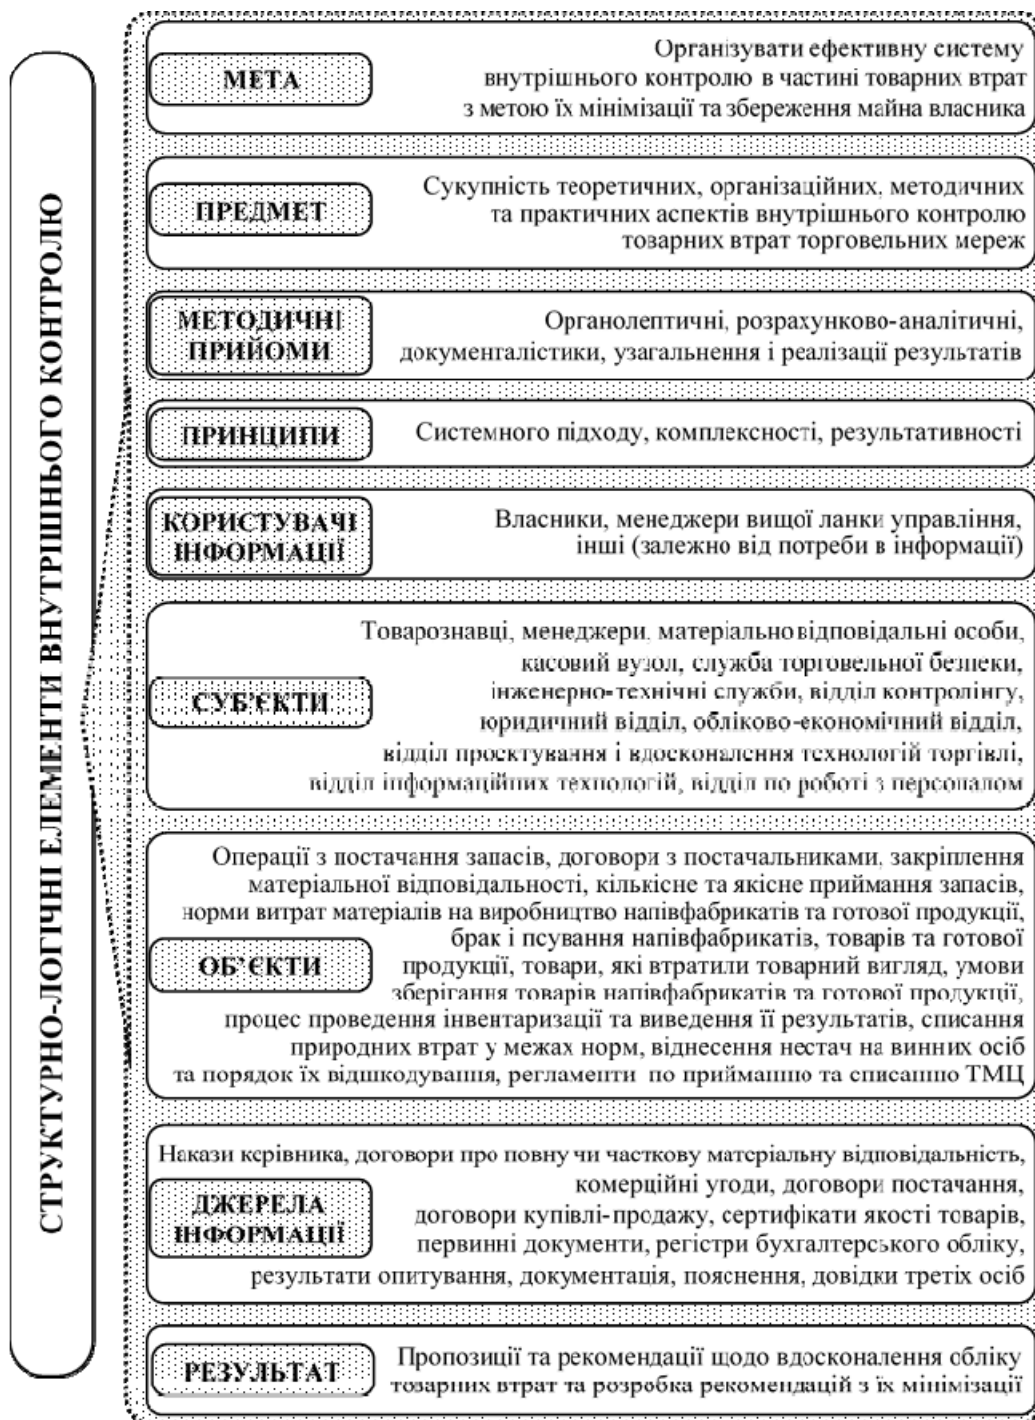 СТРУКТУРНО-ЛОГІЧНІ ЕЛЕМЕНТИ ВНУТРІШНЬОГО КОНТРОЛЮ
МЕТА
Організувати ефективну систему
внутрішнього контролю в частині товарних втрат
з метою їх мінімізації та збереження майна власника
ПРЕДМЕТ
Сукупність теоретичних, організаційних, методичних
та практичних аспектів внутрішнього контролю
товарних втрат торговельних мереж
МЕТОДИЧНІ
ПРИЙОМИ
Органолептичні, розрахунково-аналітичні,
документалістики, узагальнення і реалізації результатів
ПРИНЦИПИ
Системного підходу, комплексності, результативності
КОРИСТУВАЧІ
ІНФОРМАЦІЇ
Власники, менеджери вищої ланки управління,
інші (залежно від потреби в інформації)
СУБ'ЄКТИ
Товарознавці, менеджери, матеріально відповідальні особи,
касовий вузол, служба торговельної безпеки,
інженерно-технічні служби, відділ контролінгу,
юридичний відділ, обліково-економічний відділ,
відділ проєктування і вдосконалення технологій торгівлі,
відділ інформаційних технологій, відділ по роботі з персоналом
ОБ'ЄКТИ
Операції з постачання запасів, договори з постачальниками, закріплення
матеріальної відповідальності, кількісне та якісне приймання запасів,
норми витрат матеріалів на виробництво напівфабрикатів та готової продукції,
брак і псування напівфабрикатів, товарів та готової
продукції, товари, які втратили товарний вигляд, умови
зберігання товарів напівфабрикатів та готової продукції,
процес проведення інвентаризації та виведення її результатів, списання
природних втрат у межах норм, віднесення нестач на винних осіб
та порядок їх відшкодування, регламенти по прийманню та списанню ТМЦ
ДЖЕРЕЛА
ІНФОРМАЦІЇ
Накази керівника, договори про повну чи часткову матеріальну відповідальність,
комерційні угоди, договори постачання,
договори купівлі-продажу, сертифікати якості товарів,
первинні документи, регістри бухгалтерського обліку,
результати опитування, документація, пояснення, довідки третіх осіб
РЕЗУЛЬТАТ
Пропозиції та рекомендації щодо вдосконалення обліку
товарних втрат та розробка рекомендацій з їх мінімізації